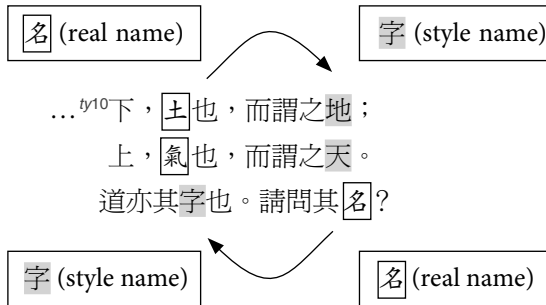 名 (real name) 字 (style name)
…ty10下，土也，而謂之地；
上，氣也，而謂之天。
道亦其字也。請問其名？
字 (style name) 名 (real name)